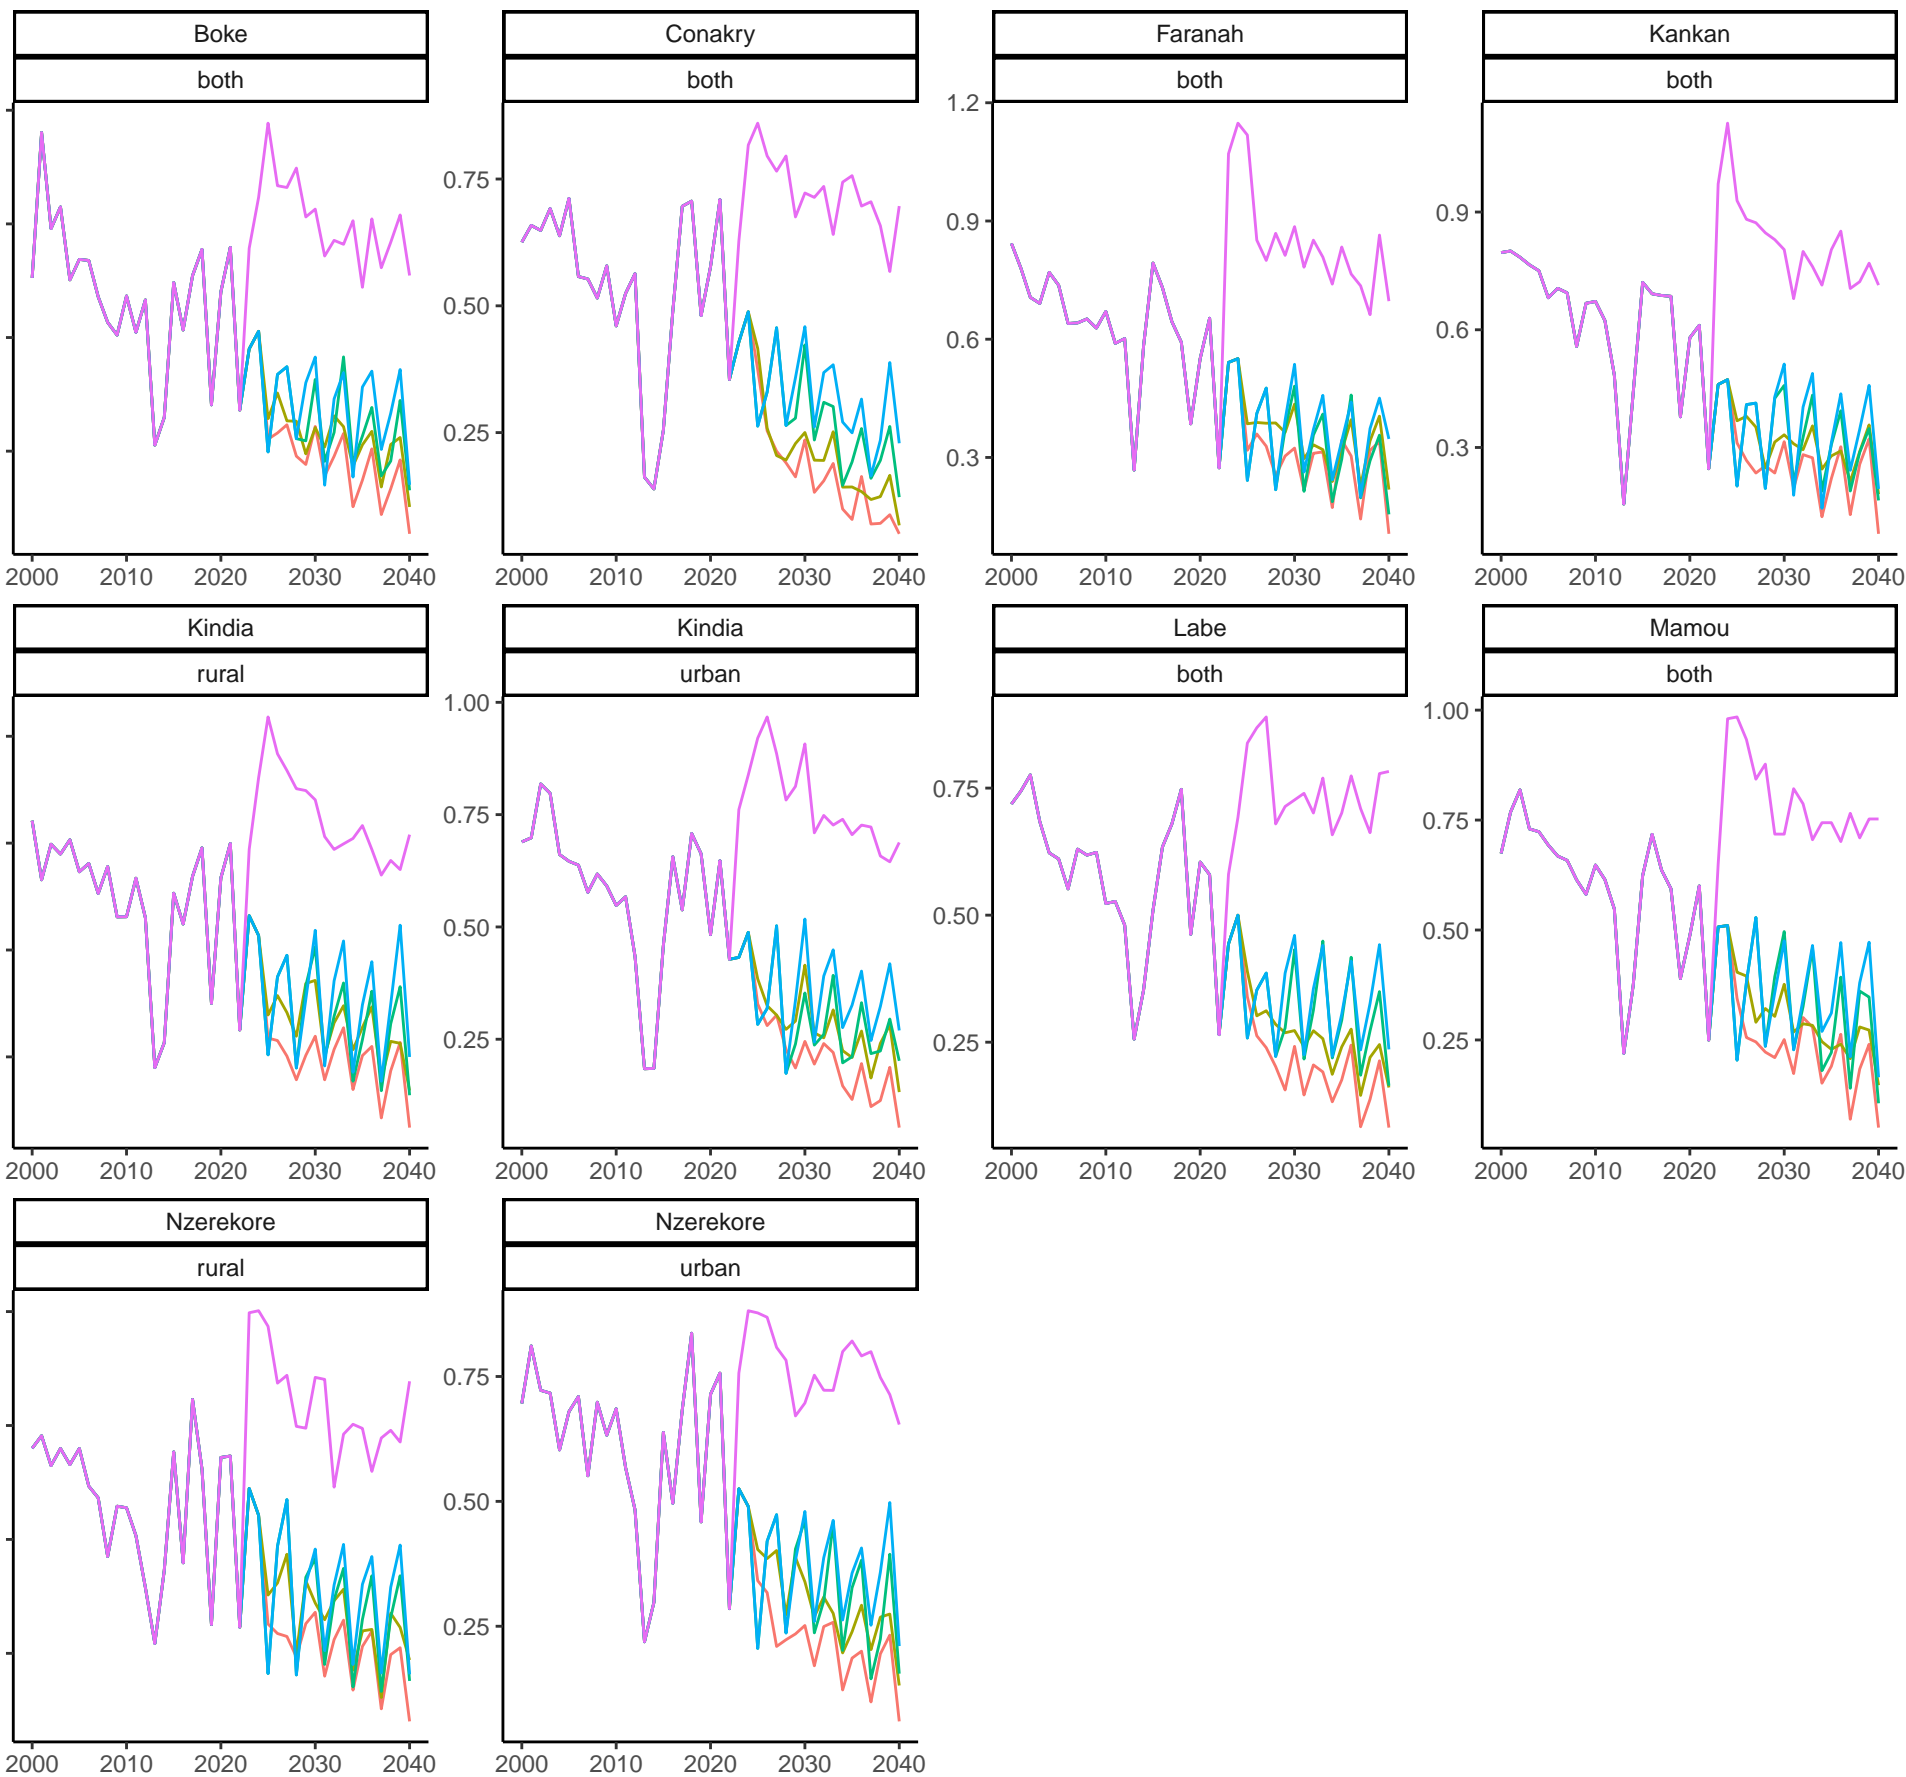 Boke Conakry Faranah Kankan
both both both both
1.2
0.75 0.9 0.9
0.50 0.6 0.6
0.25 0.3 0.3
2000 2010 2020 2030 2040 2000 2010 2020 2030 2040 2000 2010 2020 2030 2040 2000 2010 2020 2030 2040
Kindia Kindia Labe Mamou
rural urban both both
1.00 1.00
0.75 0.75 0.75
0.50 0.50 0.50
0.25 0.25 0.25
2000 2010 2020 2030 2040 2000 2010 2020 2030 2040 2000 2010 2020 2030 2040 2000 2010 2020 2030 2040
Nzerekore Nzerekore
rural urban
0.75
0.50
0.25
2000 2010 2020 2030 2040 2000 2010 2020 2030 2040